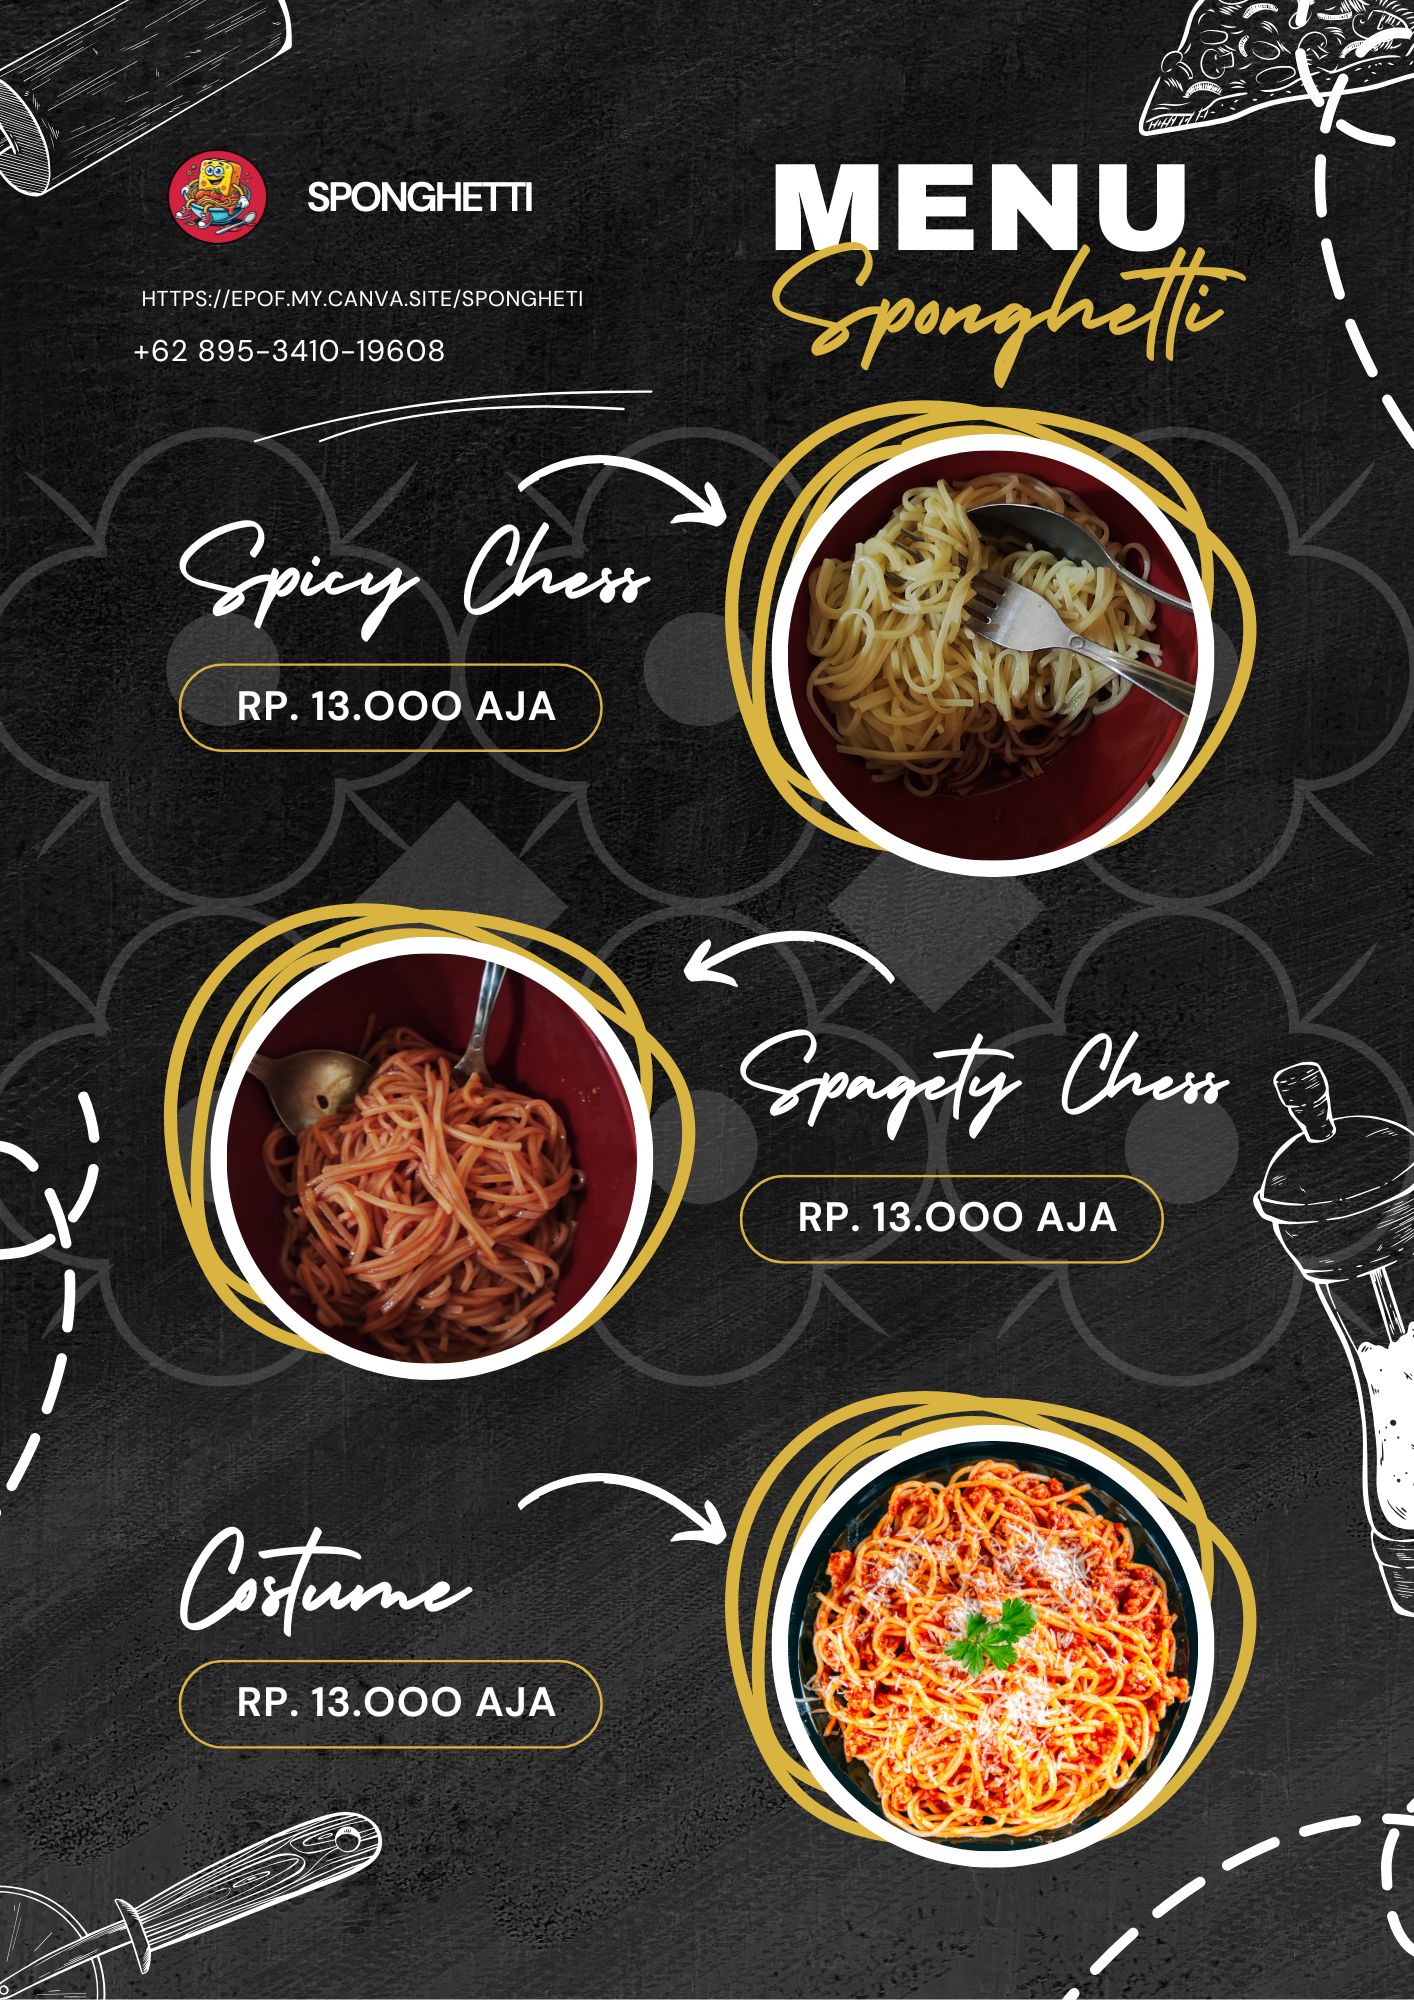 SPONGHETTI
HTTPS://EPOF.MY.CANVA.SITE/SPONGHETI
+62 895-3410-19608
MENU
Sponghetti
Spicy Chess
RP. 13.000 AJA
Spagety Chess
RP. 13.000 AJA
Costume
RP. 13.000 AJA